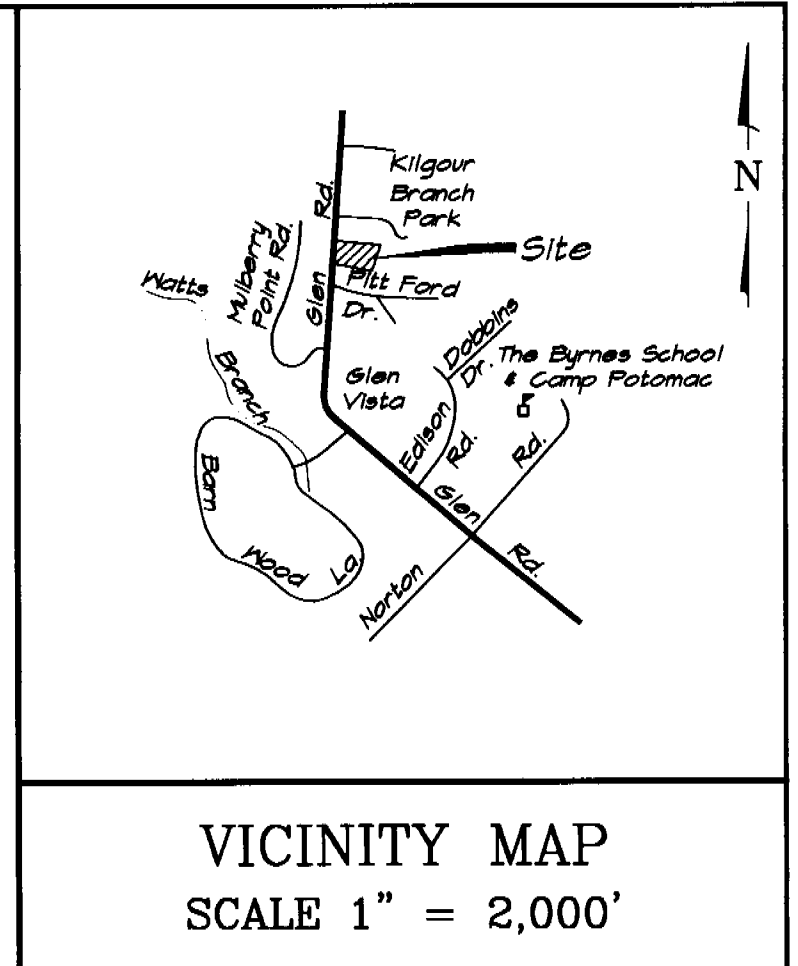 N
Kilgour
Branch
Park
Rd.
Glen
Mulberry
Point Rd.
Site
Pitt Ford
Dr.
Watts
Branch
Glen
Vista
Dobbins
Dr.
The Byrnes School
& Camp Potomac
Edison
Rd.
Glen
Rd.
Rd.
Norton
Barn
Wood
La.
VICINITY MAP
SCALE 1" = 2,000'